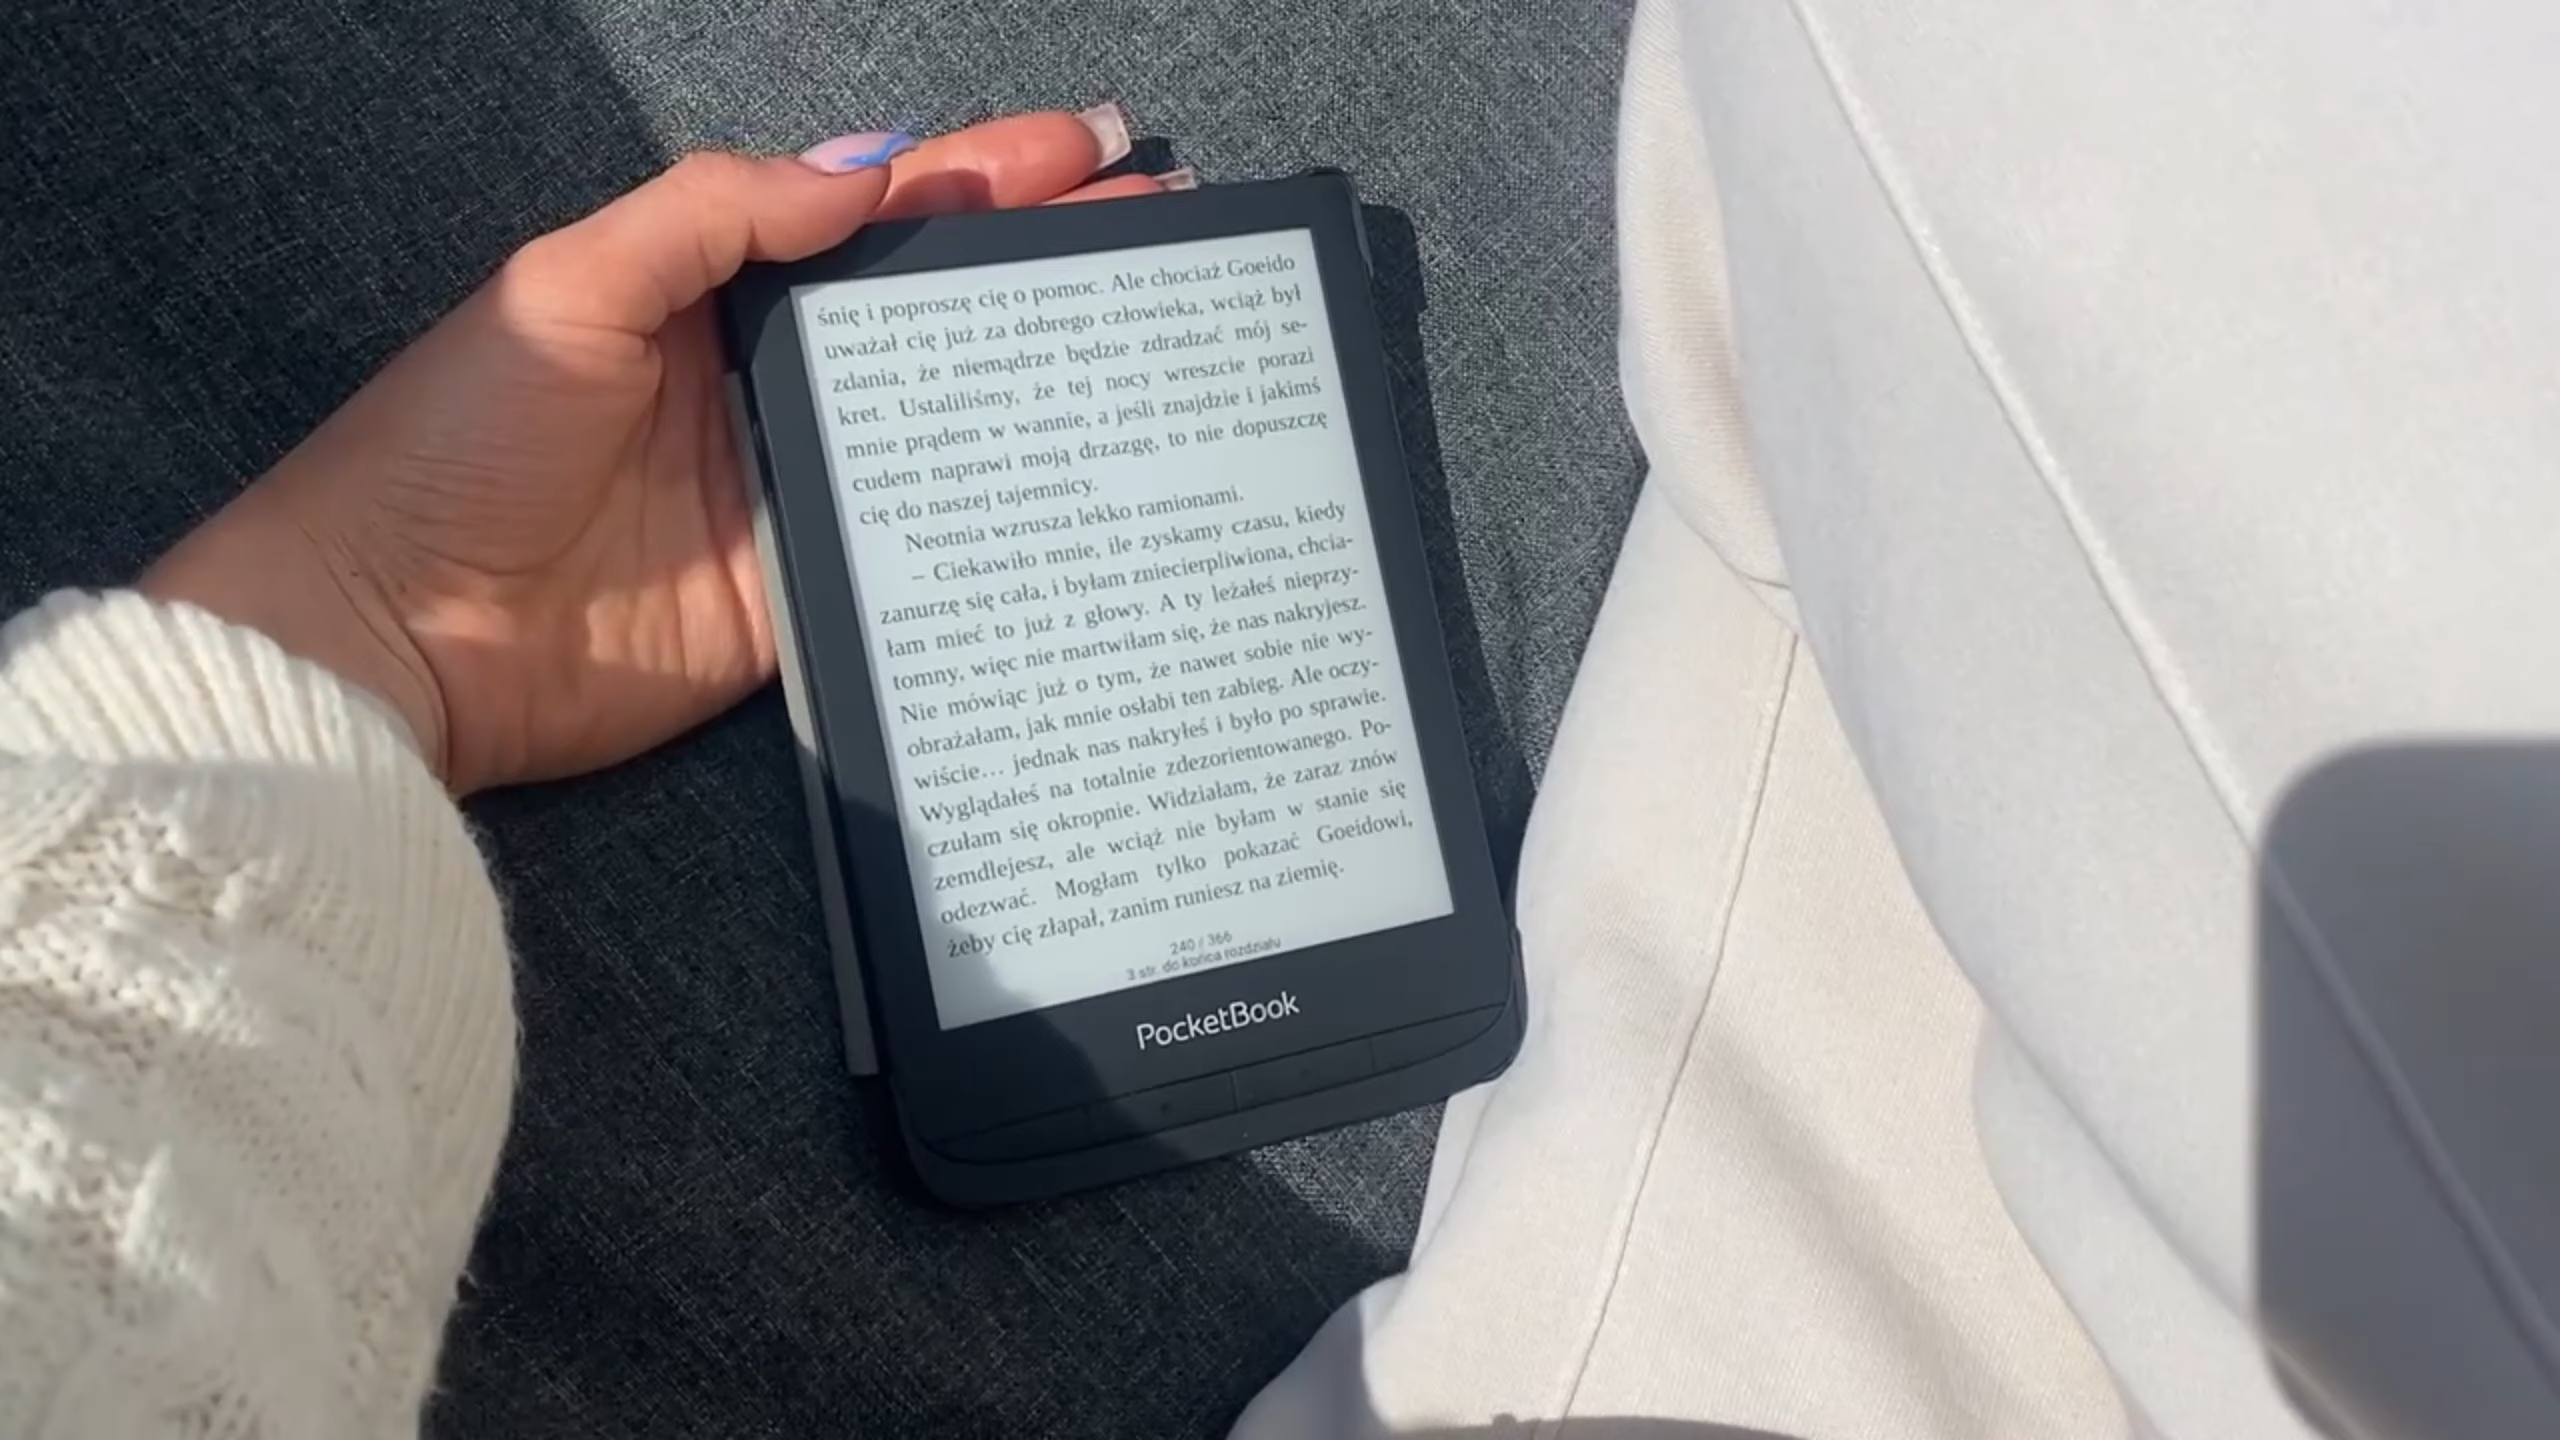 śnię i poproszę cię o pomoc. Ale chociaż Goeido
uważał cię już za dobrego człowieka, wciąż był
zdania, że niemądrze będzie zdradzać mój se-
kret. Ustaliliśmy, że tej nocy wreszcie porazi
mnie prądem w wannie, a jeśli znajdzie i jakimś
cudem naprawi moją drzazgę, to nie dopuszczę
cię do naszej tajemnicy.
Neotnia wzrusza lekko ramionami.
– Ciekawiło mnie, ile zyskamy czasu, kiedy
zanurzę się cała, i byłam zniecierpliwiona, chcia-
łam mieć to już z głowy. A ty leżałeś nieprzy-
tomny, więc nie martwiłam się, że nas nakryjesz.
Nie mówiąc już o tym, że nawet sobie nie wy-
obrażałam, jak mnie osłabi ten zabieg. Ale oczy-
wiście… jednak nas nakryłeś i było po sprawie.
Wyglądałeś na totalnie zdezorientowanego. Po-
czułam się okropnie. Widziałam, że zaraz znów
zemdlejesz, ale wciąż nie byłam w stanie się
odezwać. Mogłam tylko pokazać Goeidowi,
żeby cię złapał, zanim runiesz na ziemię.
240 / 366
3 str. do końca rozdziału
PocketBook